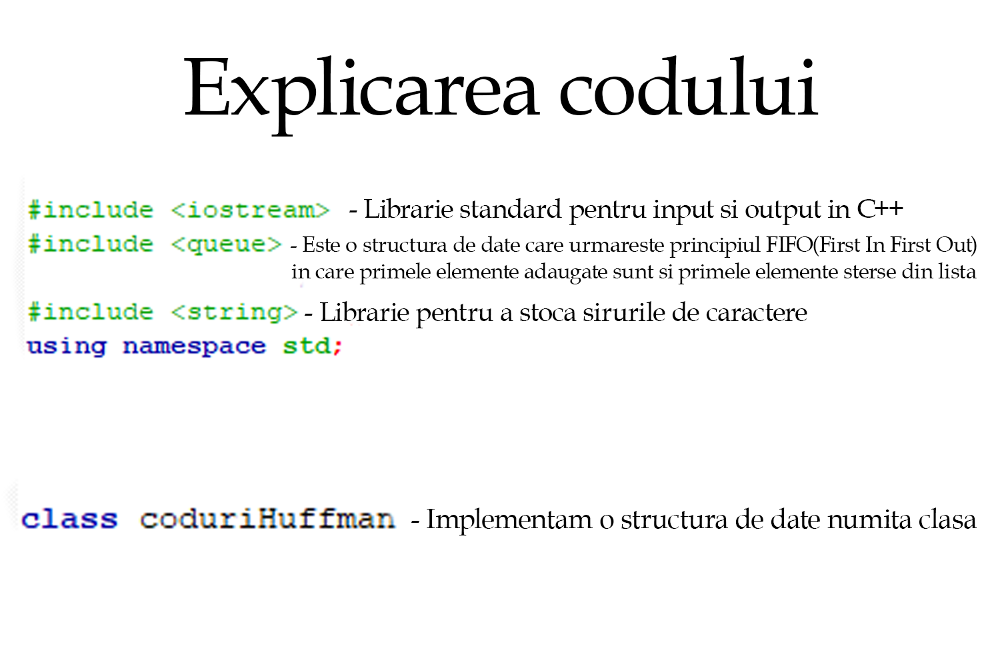 Explicarea codului
#include <iostream> - Librarie standard pentru input si output in C++
#include <queue> - Este o structura de date care urmareste principiul FIFO(First In First Out)
in care primele elemente adaugate sunt si primele elemente sterse din lista
#include <string> - Librarie pentru a stoca sirurile de caractere
using namespace std;
class coduriHuffman - Implementam o structura de date numita clasa